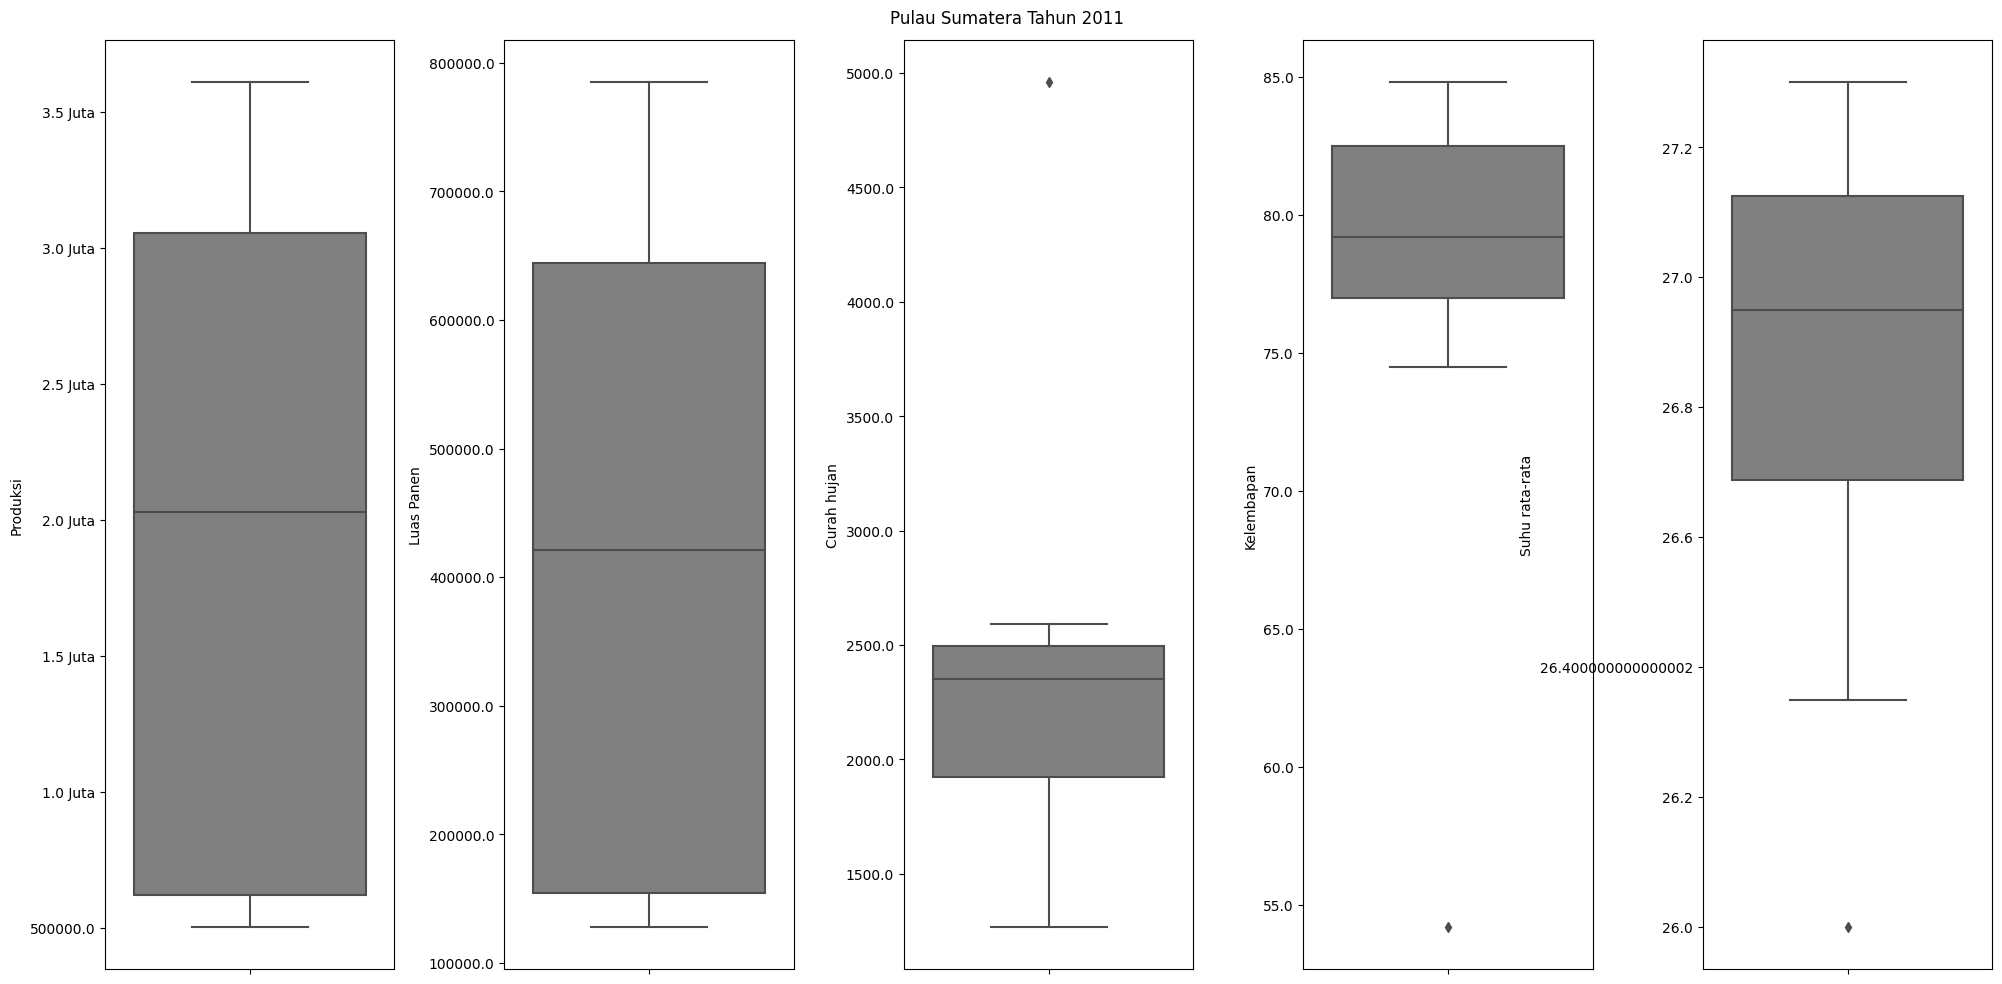 Pulau Sumatera Tahun 2011
Produksi
3.5 Juta
3.0 Juta
2.5 Juta
2.0 Juta
1.5 Juta
1.0 Juta
500000.0
Luas Panen
800000.0
700000.0
600000.0
500000.0
400000.0
300000.0
200000.0
100000.0
Curah hujan
5000.0
4500.0
4000.0
3500.0
3000.0
2500.0
2000.0
1500.0
Kelembapan
85.0
80.0
75.0
70.0
65.0
60.0
55.0
Suhu rata-rata
27.2
27.0
26.8
26.6
26.400000000000002
26.2
26.0